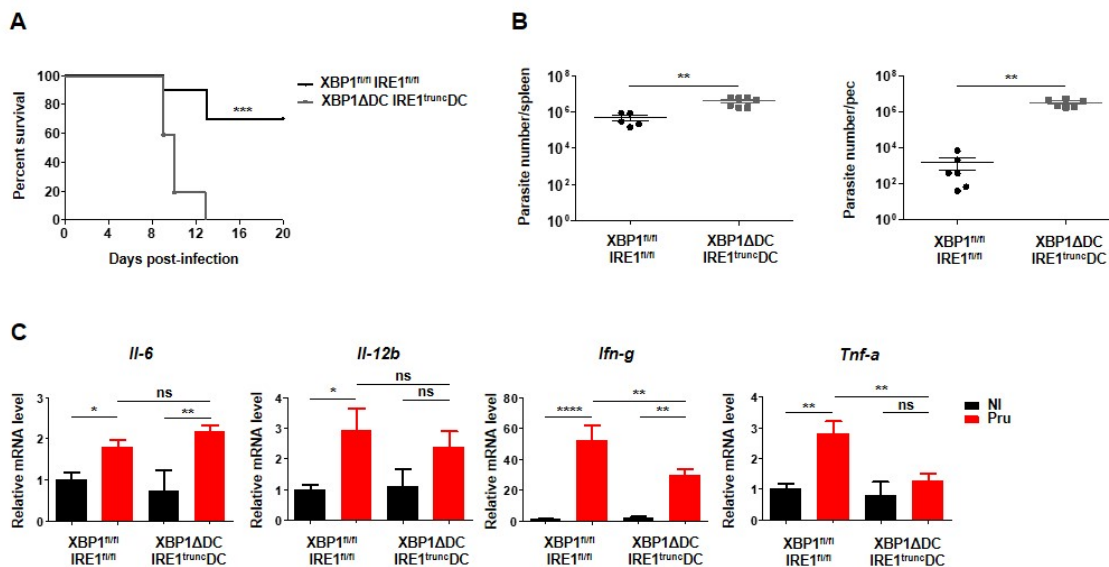 A
Percent survival
100
80
60
40
20
0
0 4 8 12 16 20
Days post-infection
XBP1fl/fl IRE1fl/fl
XBP1ΔDC IRE1truncDC
***
B
Parasite number/spleen
10^8
10^6
10^4
10^2
10^0
**
XBP1fl/fl
IRE1fl/fl
XBP1ΔDC
IRE1truncDC
Parasite number/pec
10^8
10^6
10^4
10^2
10^0
**
XBP1fl/fl
IRE1fl/fl
XBP1ΔDC
IRE1truncDC
C
Il-6
Relative mRNA level
3
2
1
0
ns
* **
XBP1fl/fl
IRE1fl/fl
XBP1ΔDC
IRE1truncDC
Il-12b
Relative mRNA level
4
3
2
1
0
ns
* ns
XBP1fl/fl
IRE1fl/fl
XBP1ΔDC
IRE1truncDC
Ifn-g
Relative mRNA level
80
60
40
20
0
**
**** **
XBP1fl/fl
IRE1fl/fl
XBP1ΔDC
IRE1truncDC
Tnf-a
Relative mRNA level
4
3
2
1
0
**
** ns
XBP1fl/fl
IRE1fl/fl
XBP1ΔDC
IRE1truncDC
NI
Pru